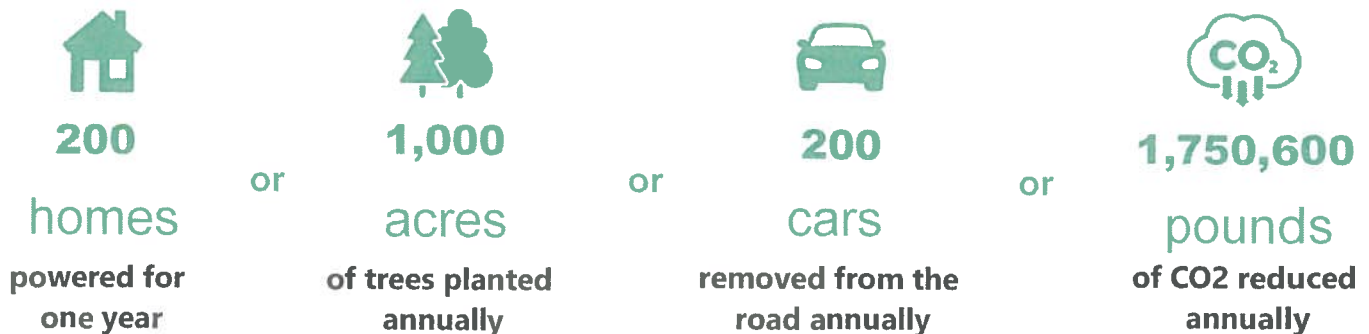 200
homes
powered for
one year
or
1,000
acres
of trees planted
annually
or
200
cars
removed from the
road annually
or
CO₂
1,750,600
pounds
of CO2 reduced
annually